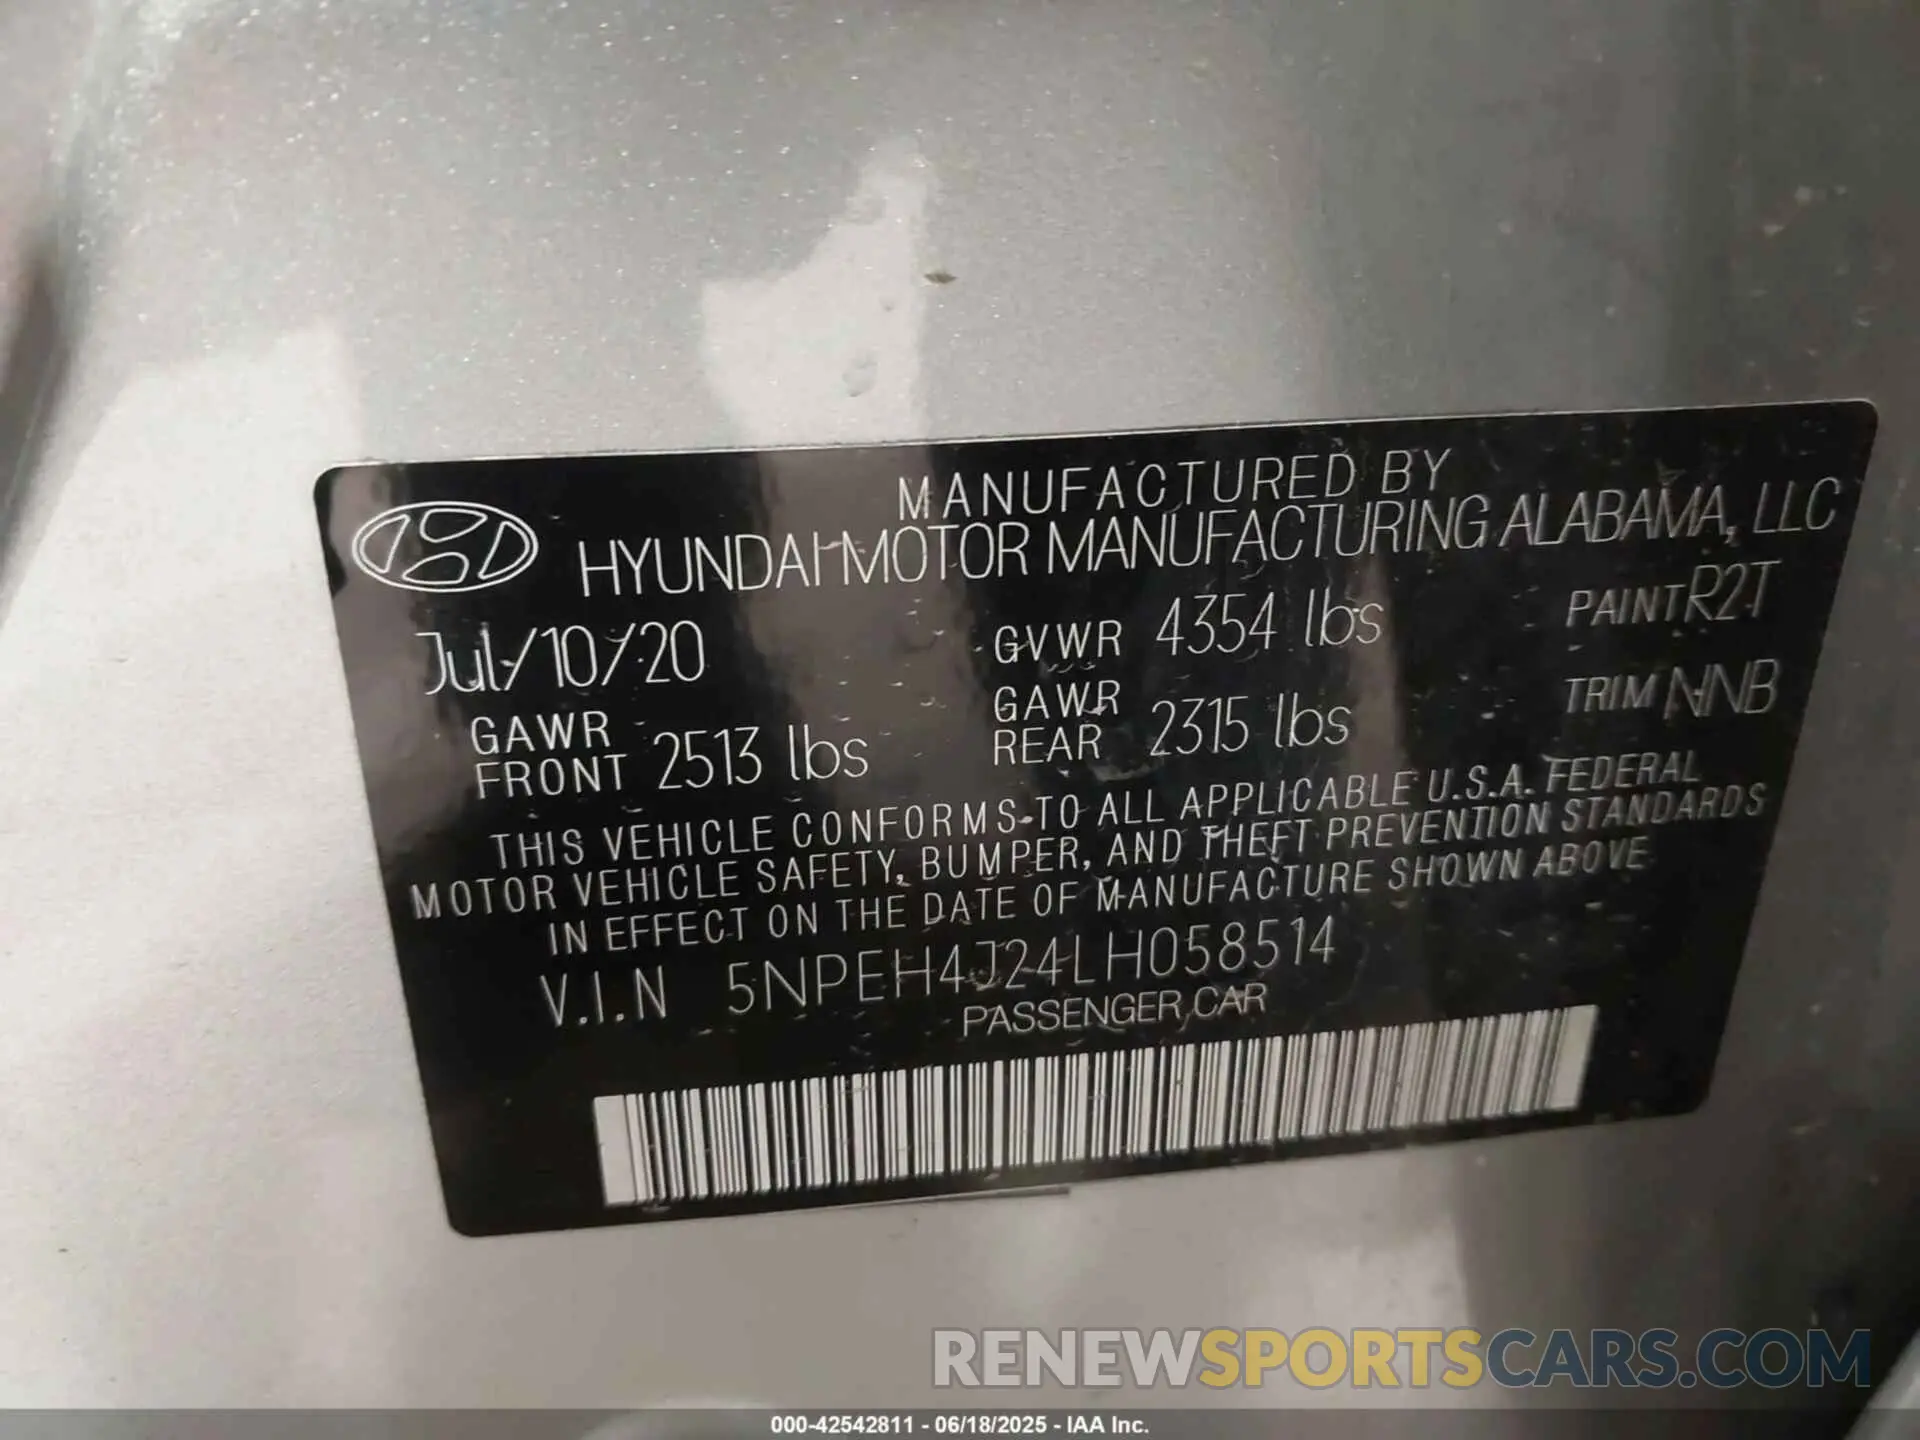 MANUFACTURED BY
HYUNDAI MOTOR MANUFACTURING ALABAMA, LLC
Jul/10/20 GVWR 4354 lbs PAINT R2T
GAWR FRONT 2513 lbs GAWR REAR 2315 lbs TRIM NNB
THIS VEHICLE CONFORMS TO ALL APPLICABLE U.S.A. FEDERAL
MOTOR VEHICLE SAFETY, BUMPER, AND THEFT PREVENTION STANDARDS
IN EFFECT ON THE DATE OF MANUFACTURE SHOWN ABOVE
V.I.N 5NPEH4J24LH058514
PASSENGER CAR
RENEWSPORTSCARS.COM
000-42542811 - 06/18/2025 - IAA Inc.